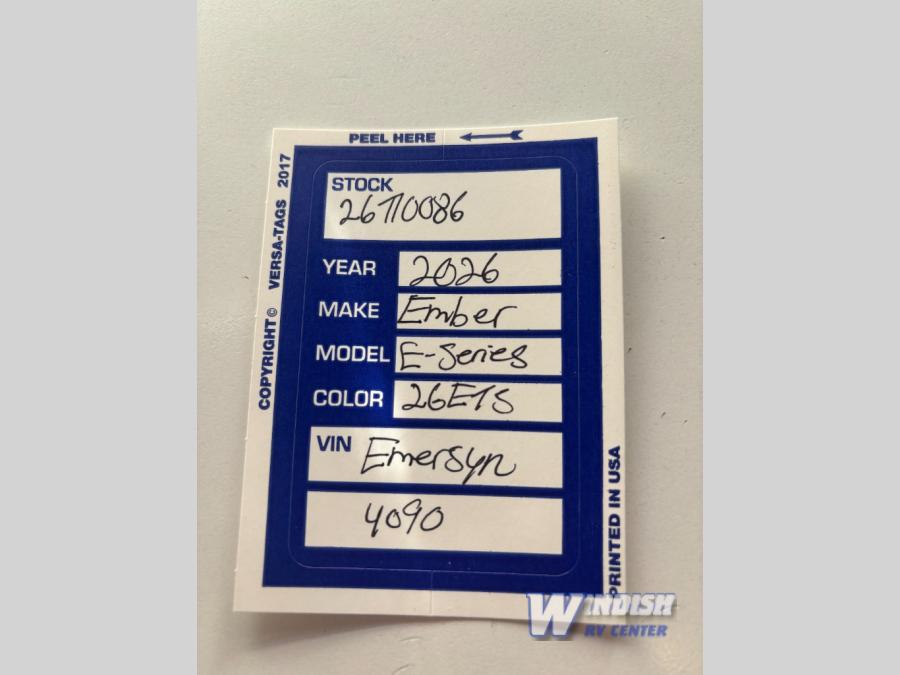 PEEL HERE
COPYRIGHT © VERSA-TAGS 2017
STOCK
26T10086
YEAR 2026
MAKE Ember
MODEL E-Series
COLOR 26ETS
VIN Emersyn
4090
PRINTED IN USA
WINDISH
RV CENTER